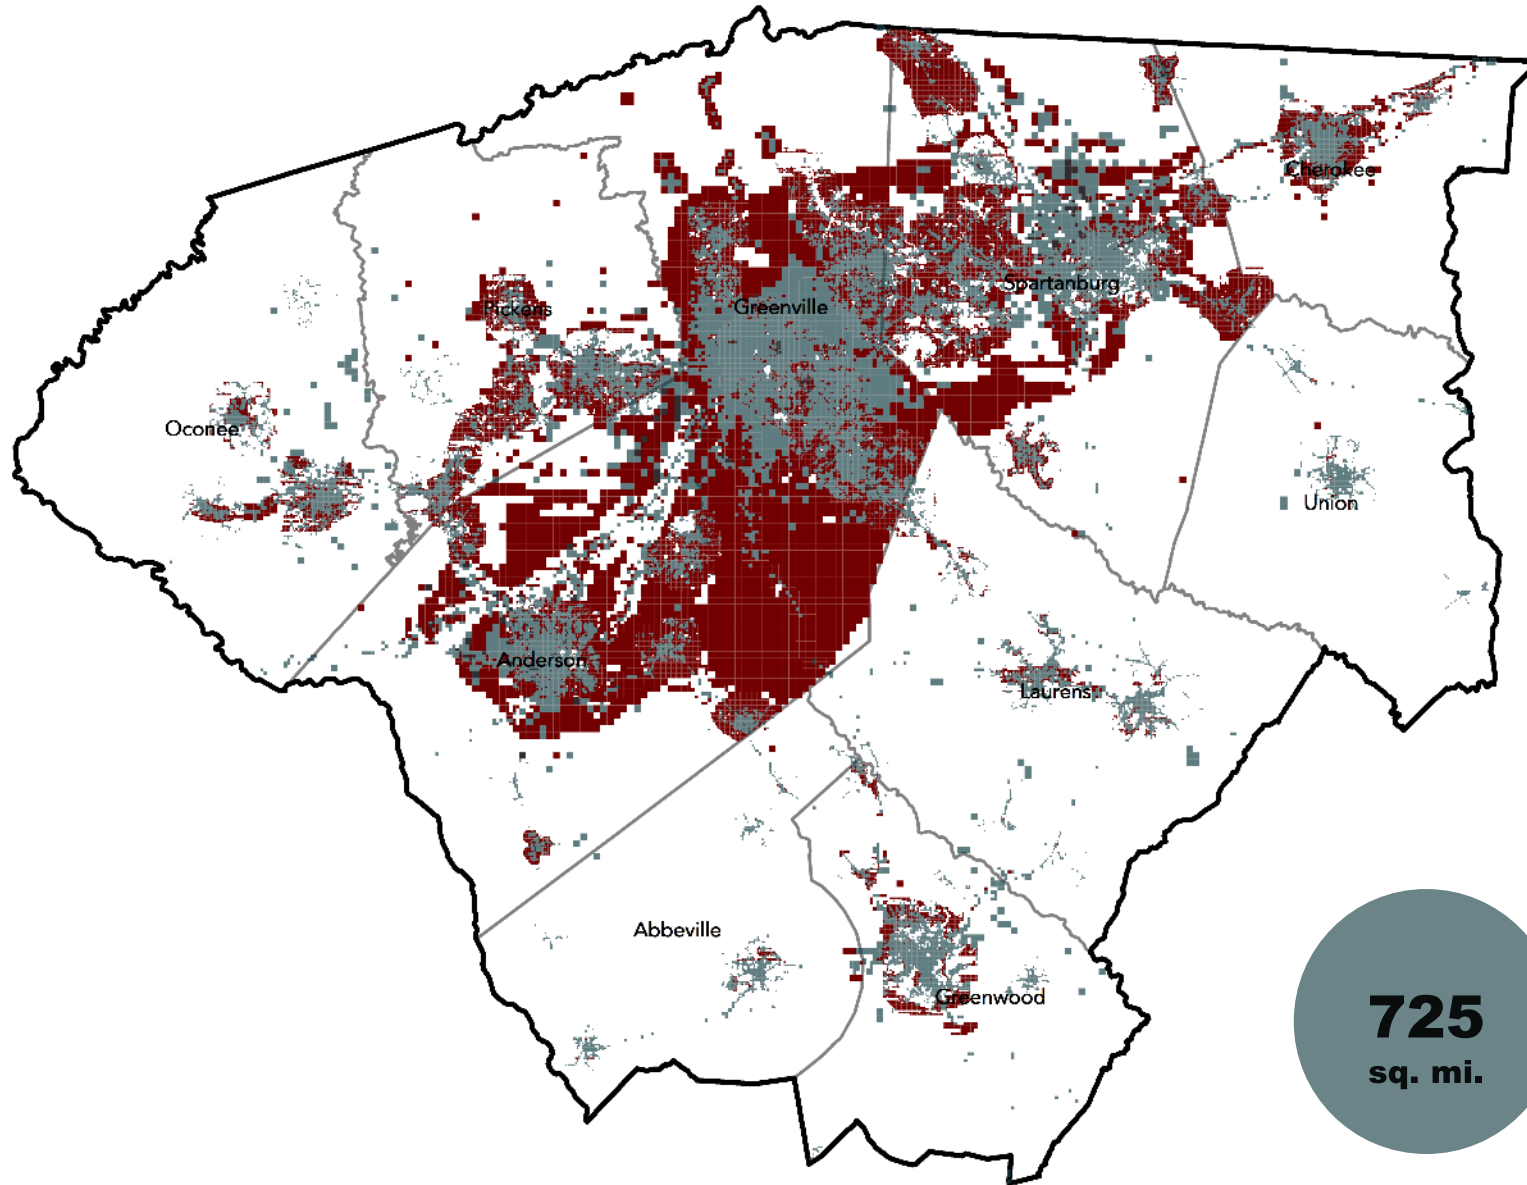 Cherokee
Spartanburg
Greenville
Pickens
Oconee
Union
Anderson
Laurens
Abbeville
Greenwood
725
sq. mi.